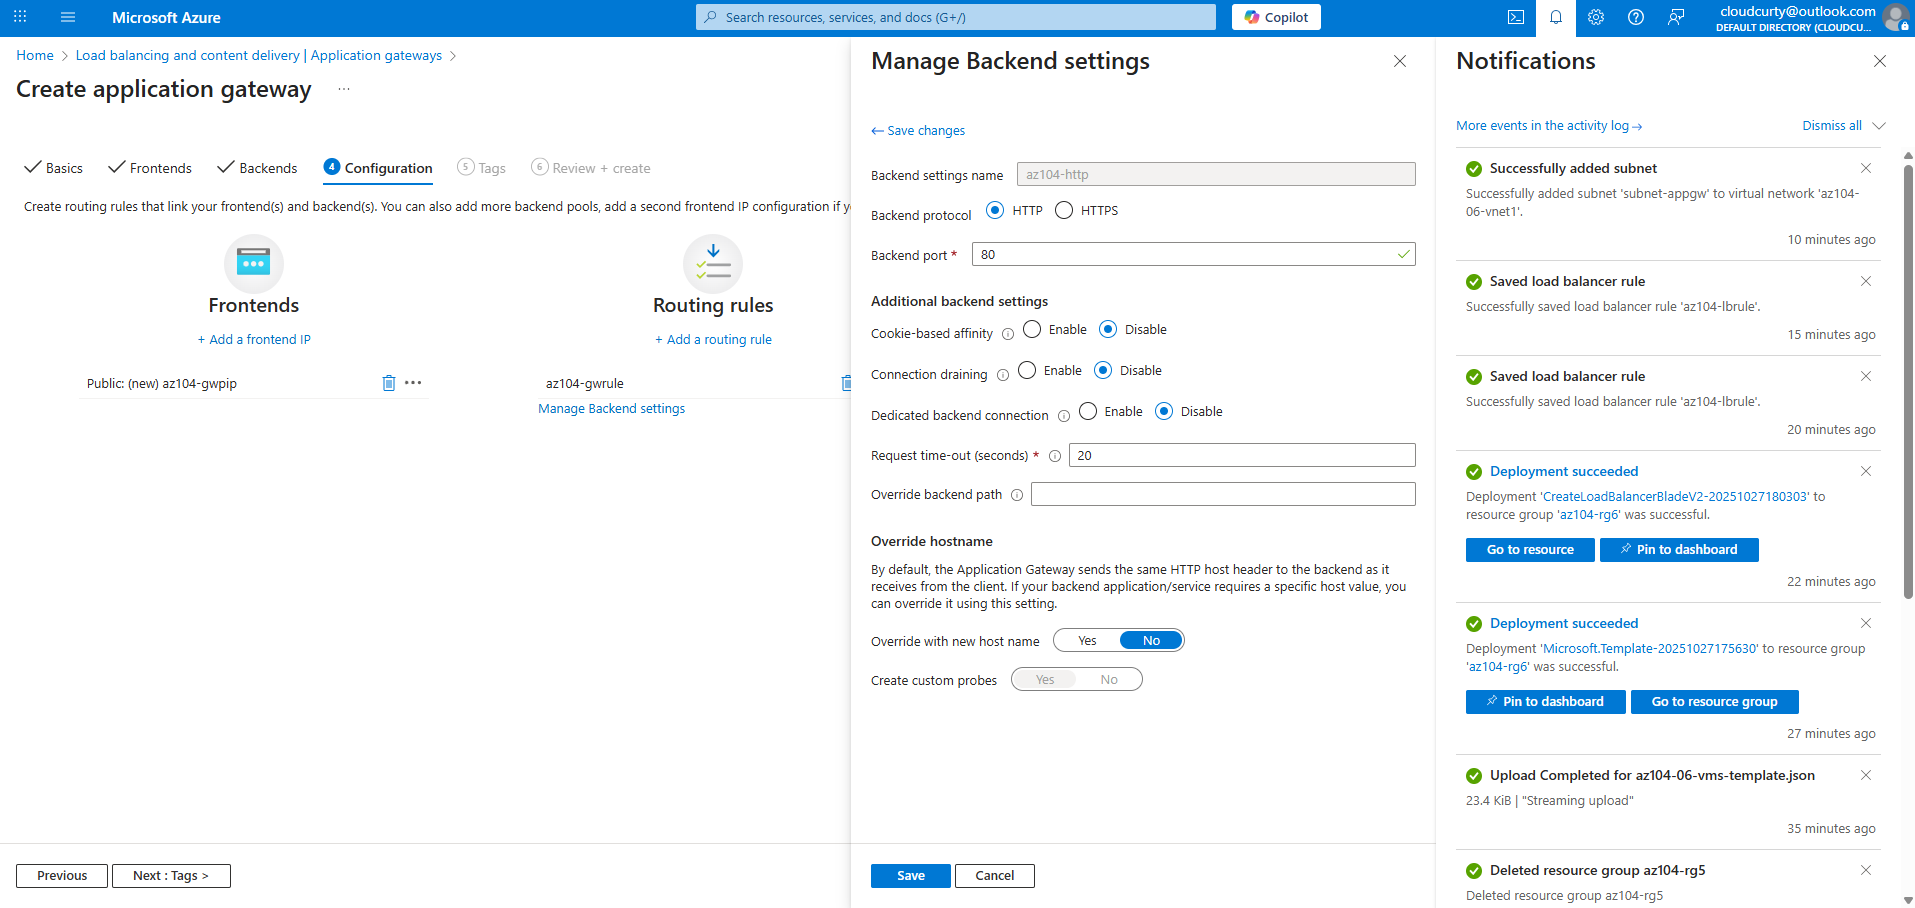 Microsoft Azure
Search resources, services, and docs (G+/)
Copilot
cloudcurty@outlook.com
DEFAULT DIRECTORY (CLOUDCU...
Home > Load balancing and content delivery | Application gateways >
Create application gateway ...
Basics
Frontends
Backends
4 Configuration
5 Tags
6 Review + create
Create routing rules that link your frontend(s) and backend(s). You can also add more backend pools, add a second frontend IP configuration if y
Frontends
+ Add a frontend IP
Public: (new) az104-gwpip
Routing rules
+ Add a routing rule
az104-gwrule
Manage Backend settings
Previous
Next : Tags >
Manage Backend settings
← Save changes
Backend settings name
az104-http
Backend protocol
HTTP
HTTPS
Backend port *
80
Additional backend settings
Cookie-based affinity
Enable
Disable
Connection draining
Enable
Disable
Dedicated backend connection
Enable
Disable
Request time-out (seconds) *
20
Override backend path
Override hostname
By default, the Application Gateway sends the same HTTP host header to the backend as it
receives from the client. If your backend application/service requires a specific host value, you
can override it using this setting.
Override with new host name
Yes
No
Create custom probes
Yes
No
Save
Cancel
Notifications
More events in the activity log →
Dismiss all
Successfully added subnet
Successfully added subnet 'subnet-appgw' to virtual network 'az104-
06-vnet1'.
10 minutes ago
Saved load balancer rule
Successfully saved load balancer rule 'az104-lbrule'.
15 minutes ago
Saved load balancer rule
Successfully saved load balancer rule 'az104-lbrule'.
20 minutes ago
Deployment succeeded
Deployment 'CreateLoadBalancerBladeV2-20251027180303' to
resource group 'az104-rg6' was successful.
Go to resource
Pin to dashboard
22 minutes ago
Deployment succeeded
Deployment 'Microsoft.Template-20251027175630' to resource group
'az104-rg6' was successful.
Pin to dashboard
Go to resource group
27 minutes ago
Upload Completed for az104-06-vms-template.json
23.4 KiB | "Streaming upload"
35 minutes ago
Deleted resource group az104-rg5
Deleted resource group az104-rg5